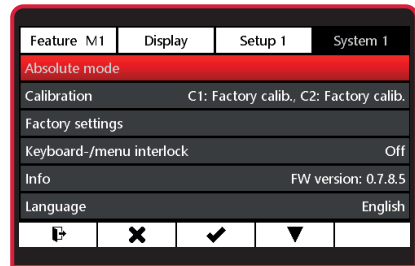 Feature M1 Display Setup 1 System 1
Absolute mode
Calibration C1: Factory calib., C2: Factory calib.
Factory settings
Keyboard-/menu interlock Off
Info FW version: 0.7.8.5
Language English